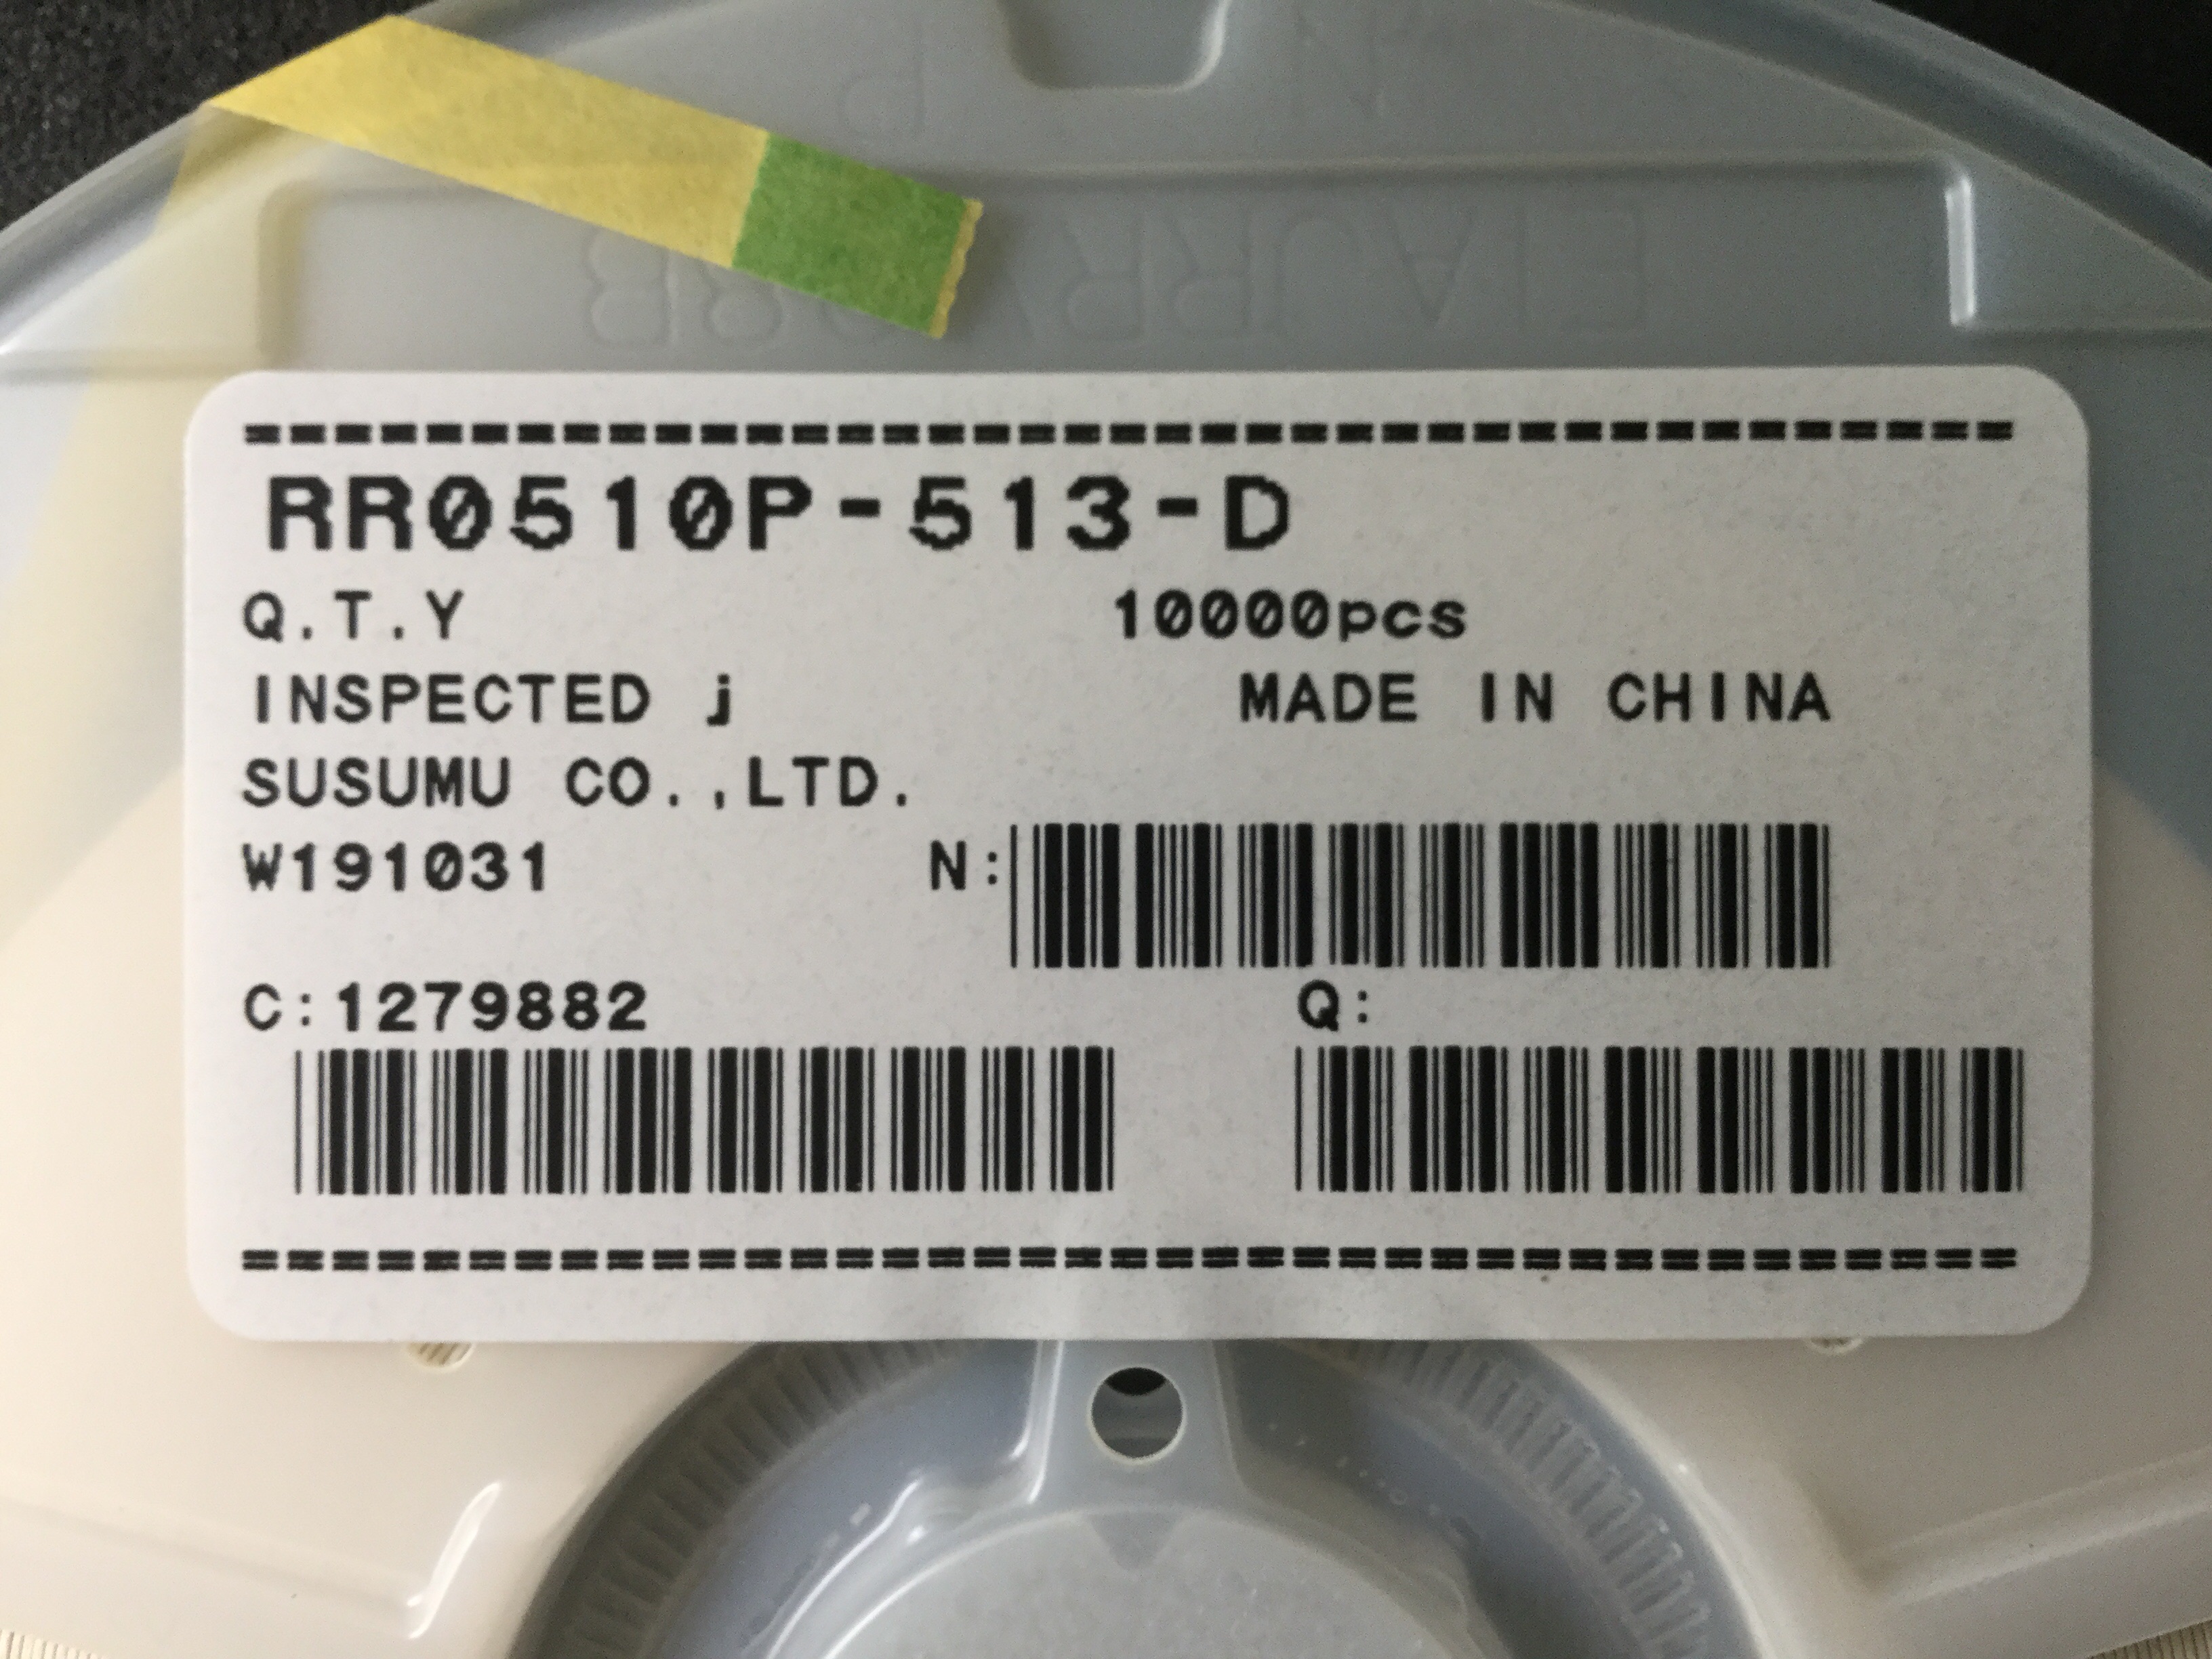 RR0510P-513-D
Q.T.Y 10000pcs
INSPECTED j MADE IN CHINA
SUSUMU CO.,LTD.
W191031 N:
C:1279882 Q: